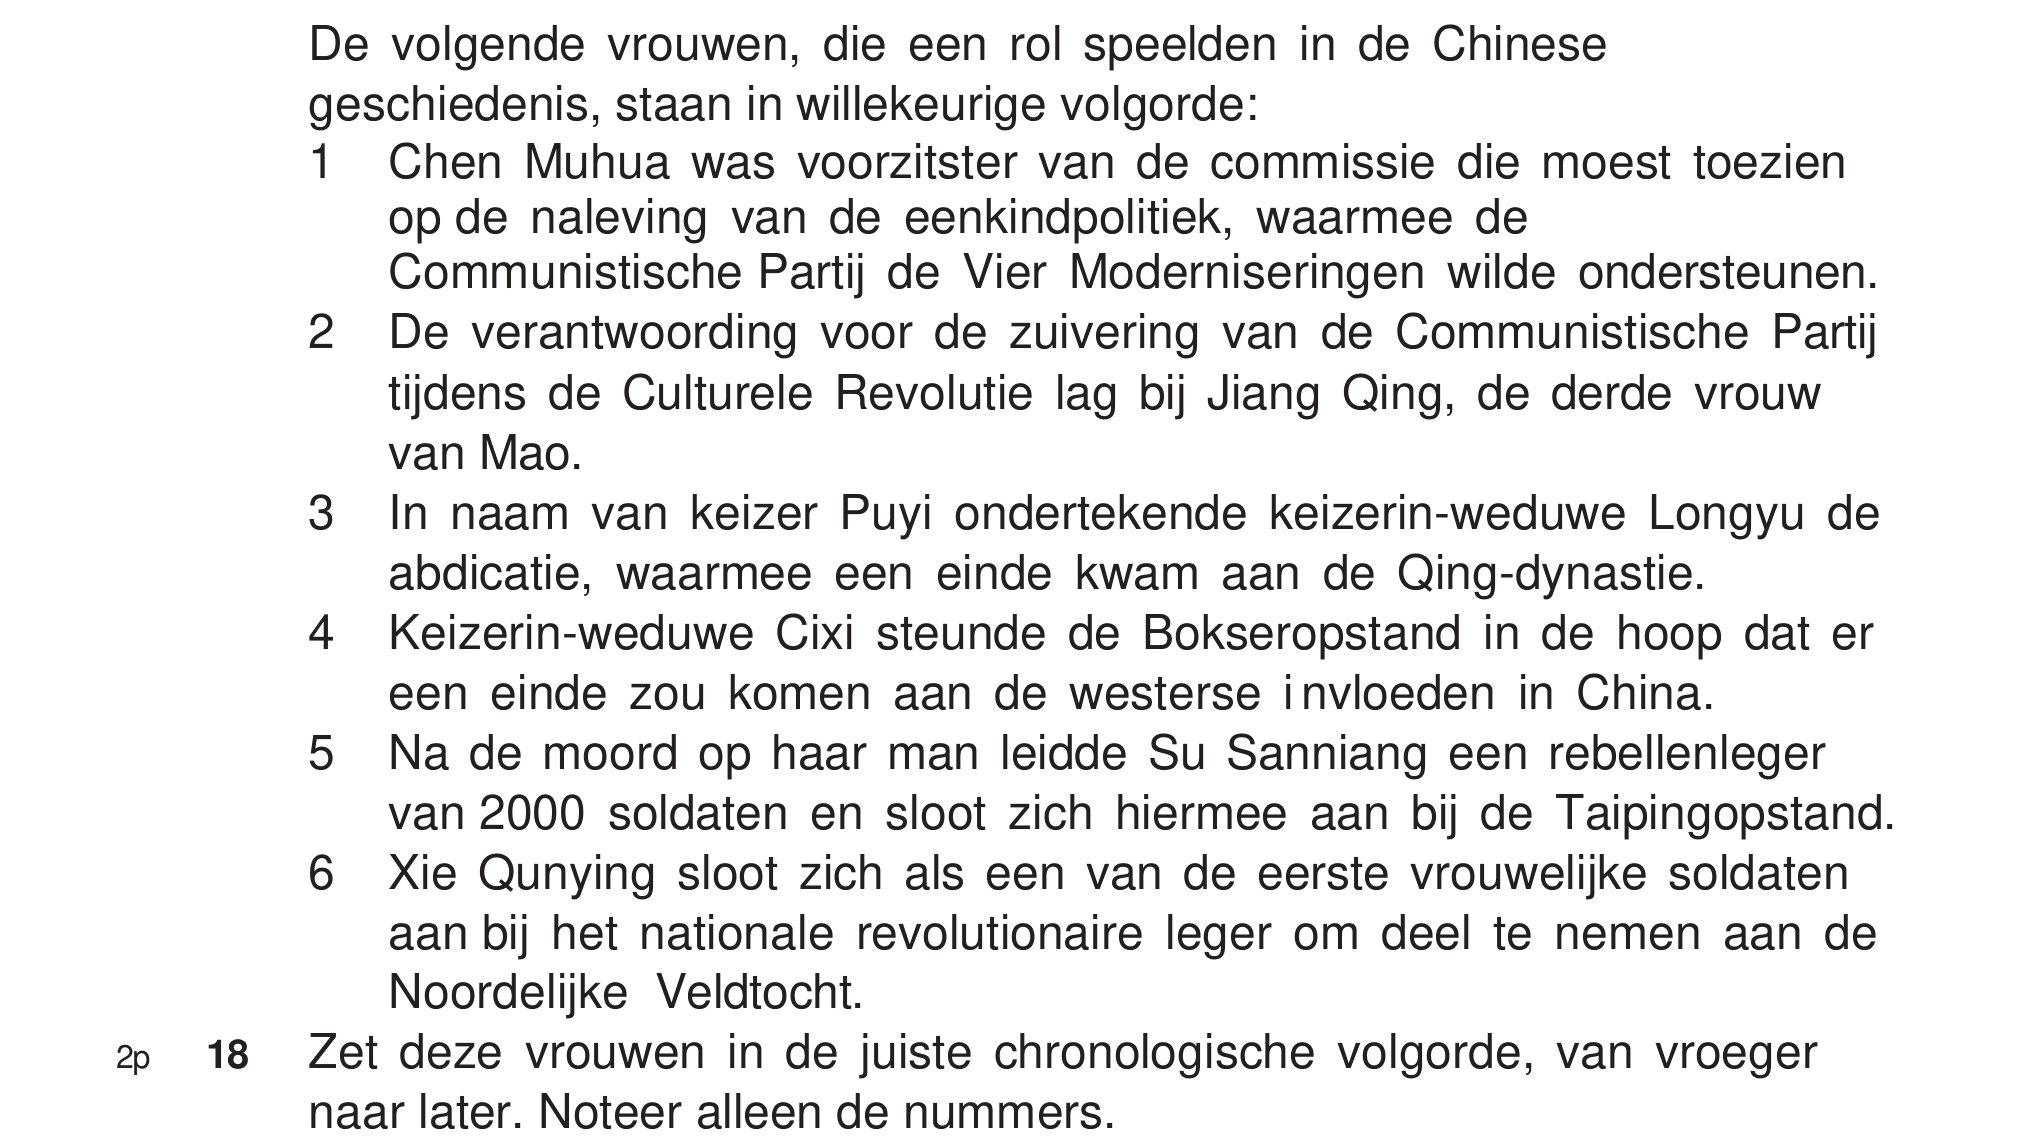 De volgende vrouwen, die een rol speelden in de Chinese
geschiedenis, staan in willekeurige volgorde:
1 Chen Muhua was voorzitster van de commissie die moest toezien
op de naleving van de eenkindpolitiek, waarmee de
Communistische Partij de Vier Moderniseringen wilde ondersteunen.
2 De verantwoording voor de zuivering van de Communistische Partij
tijdens de Culturele Revolutie lag bij Jiang Qing, de derde vrouw
van Mao.
3 In naam van keizer Puyi ondertekende keizerin-weduwe Longyu de
abdicatie, waarmee een einde kwam aan de Qing-dynastie.
4 Keizerin-weduwe Cixi steunde de Bokseropstand in de hoop dat er
een einde zou komen aan de westerse invloeden in China.
5 Na de moord op haar man leidde Su Sanniang een rebellenleger
van 2000 soldaten en sloot zich hiermee aan bij de Taipingopstand.
6 Xie Qunying sloot zich als een van de eerste vrouwelijke soldaten
aan bij het nationale revolutionaire leger om deel te nemen aan de
Noordelijke Veldtocht.
2p 18 Zet deze vrouwen in de juiste chronologische volgorde, van vroeger
naar later. Noteer alleen de nummers.